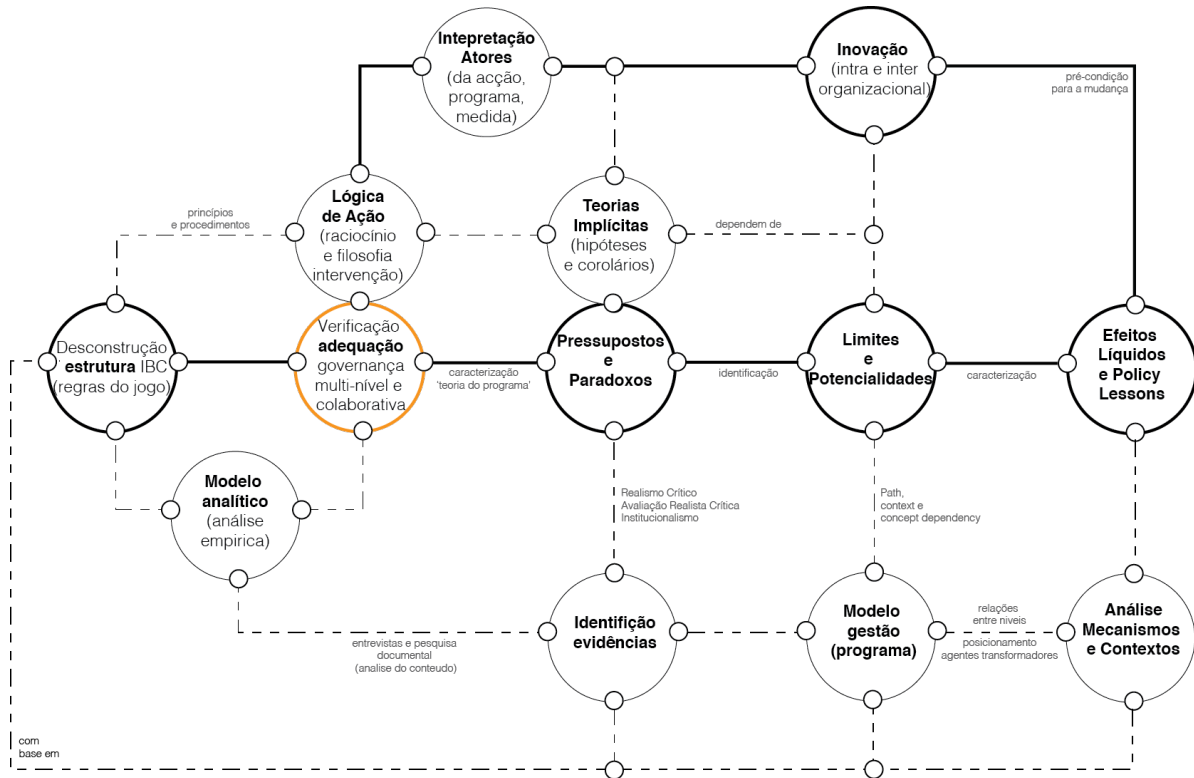 Intepretação
Atores
(da acção,
programa,
medida)
Inovação
(intra e inter
organizacional)
pré-condição
para a mudança
princípios
e procedimentos
Lógica
de Ação
(raciocínio
e filosofia
intervenção)
Teorias
Implícitas
(hipóteses
e corolários)
dependem de
Desconstrução
estrutura IBC
(regras do jogo)
Verificação
adequação
governança
multi-nível e
colaborativa
caracterização
'teoria do programa'
Pressupostos
e
Paradoxos
identificação
Limites
e
Potencialidades
caracterização
Efeitos
Líquidos
e Policy
Lessons
Modelo
analítico
(análise
empirica)
Realismo Crítico
Avaliação Realista Crítica
Institucionalismo
Path,
context e
concept dependency
entrevistas e pesquisa
documental
(analise do conteudo)
Identifição
evidências
Modelo
gestão
(programa)
relações
entre niveis
posicionamento
agentes transformadores
Análise
Mecanismos
e Contextos
com
base em